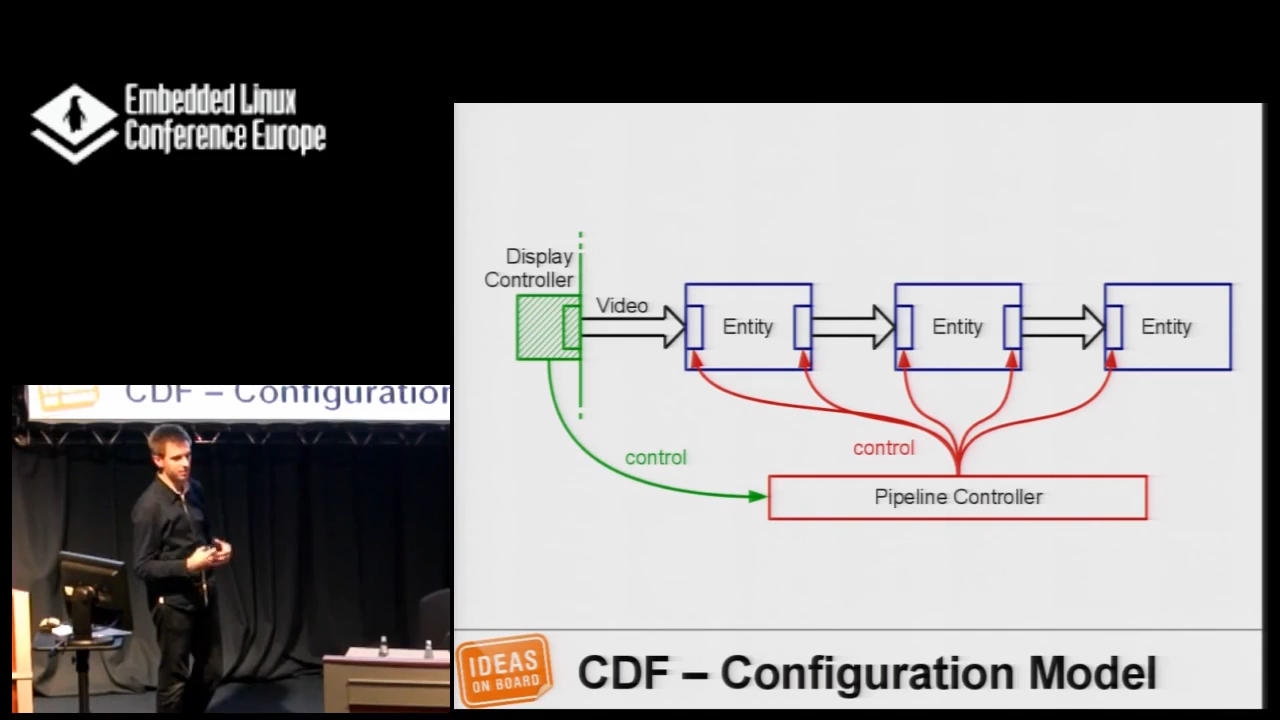 Embedded Linux
Conference Europe
Display
Controller
Video
Entity
Entity
Entity
control
control
Pipeline Controller
IDEAS
ON BOARD
CDF – Configuration Model
CDF – Configuration